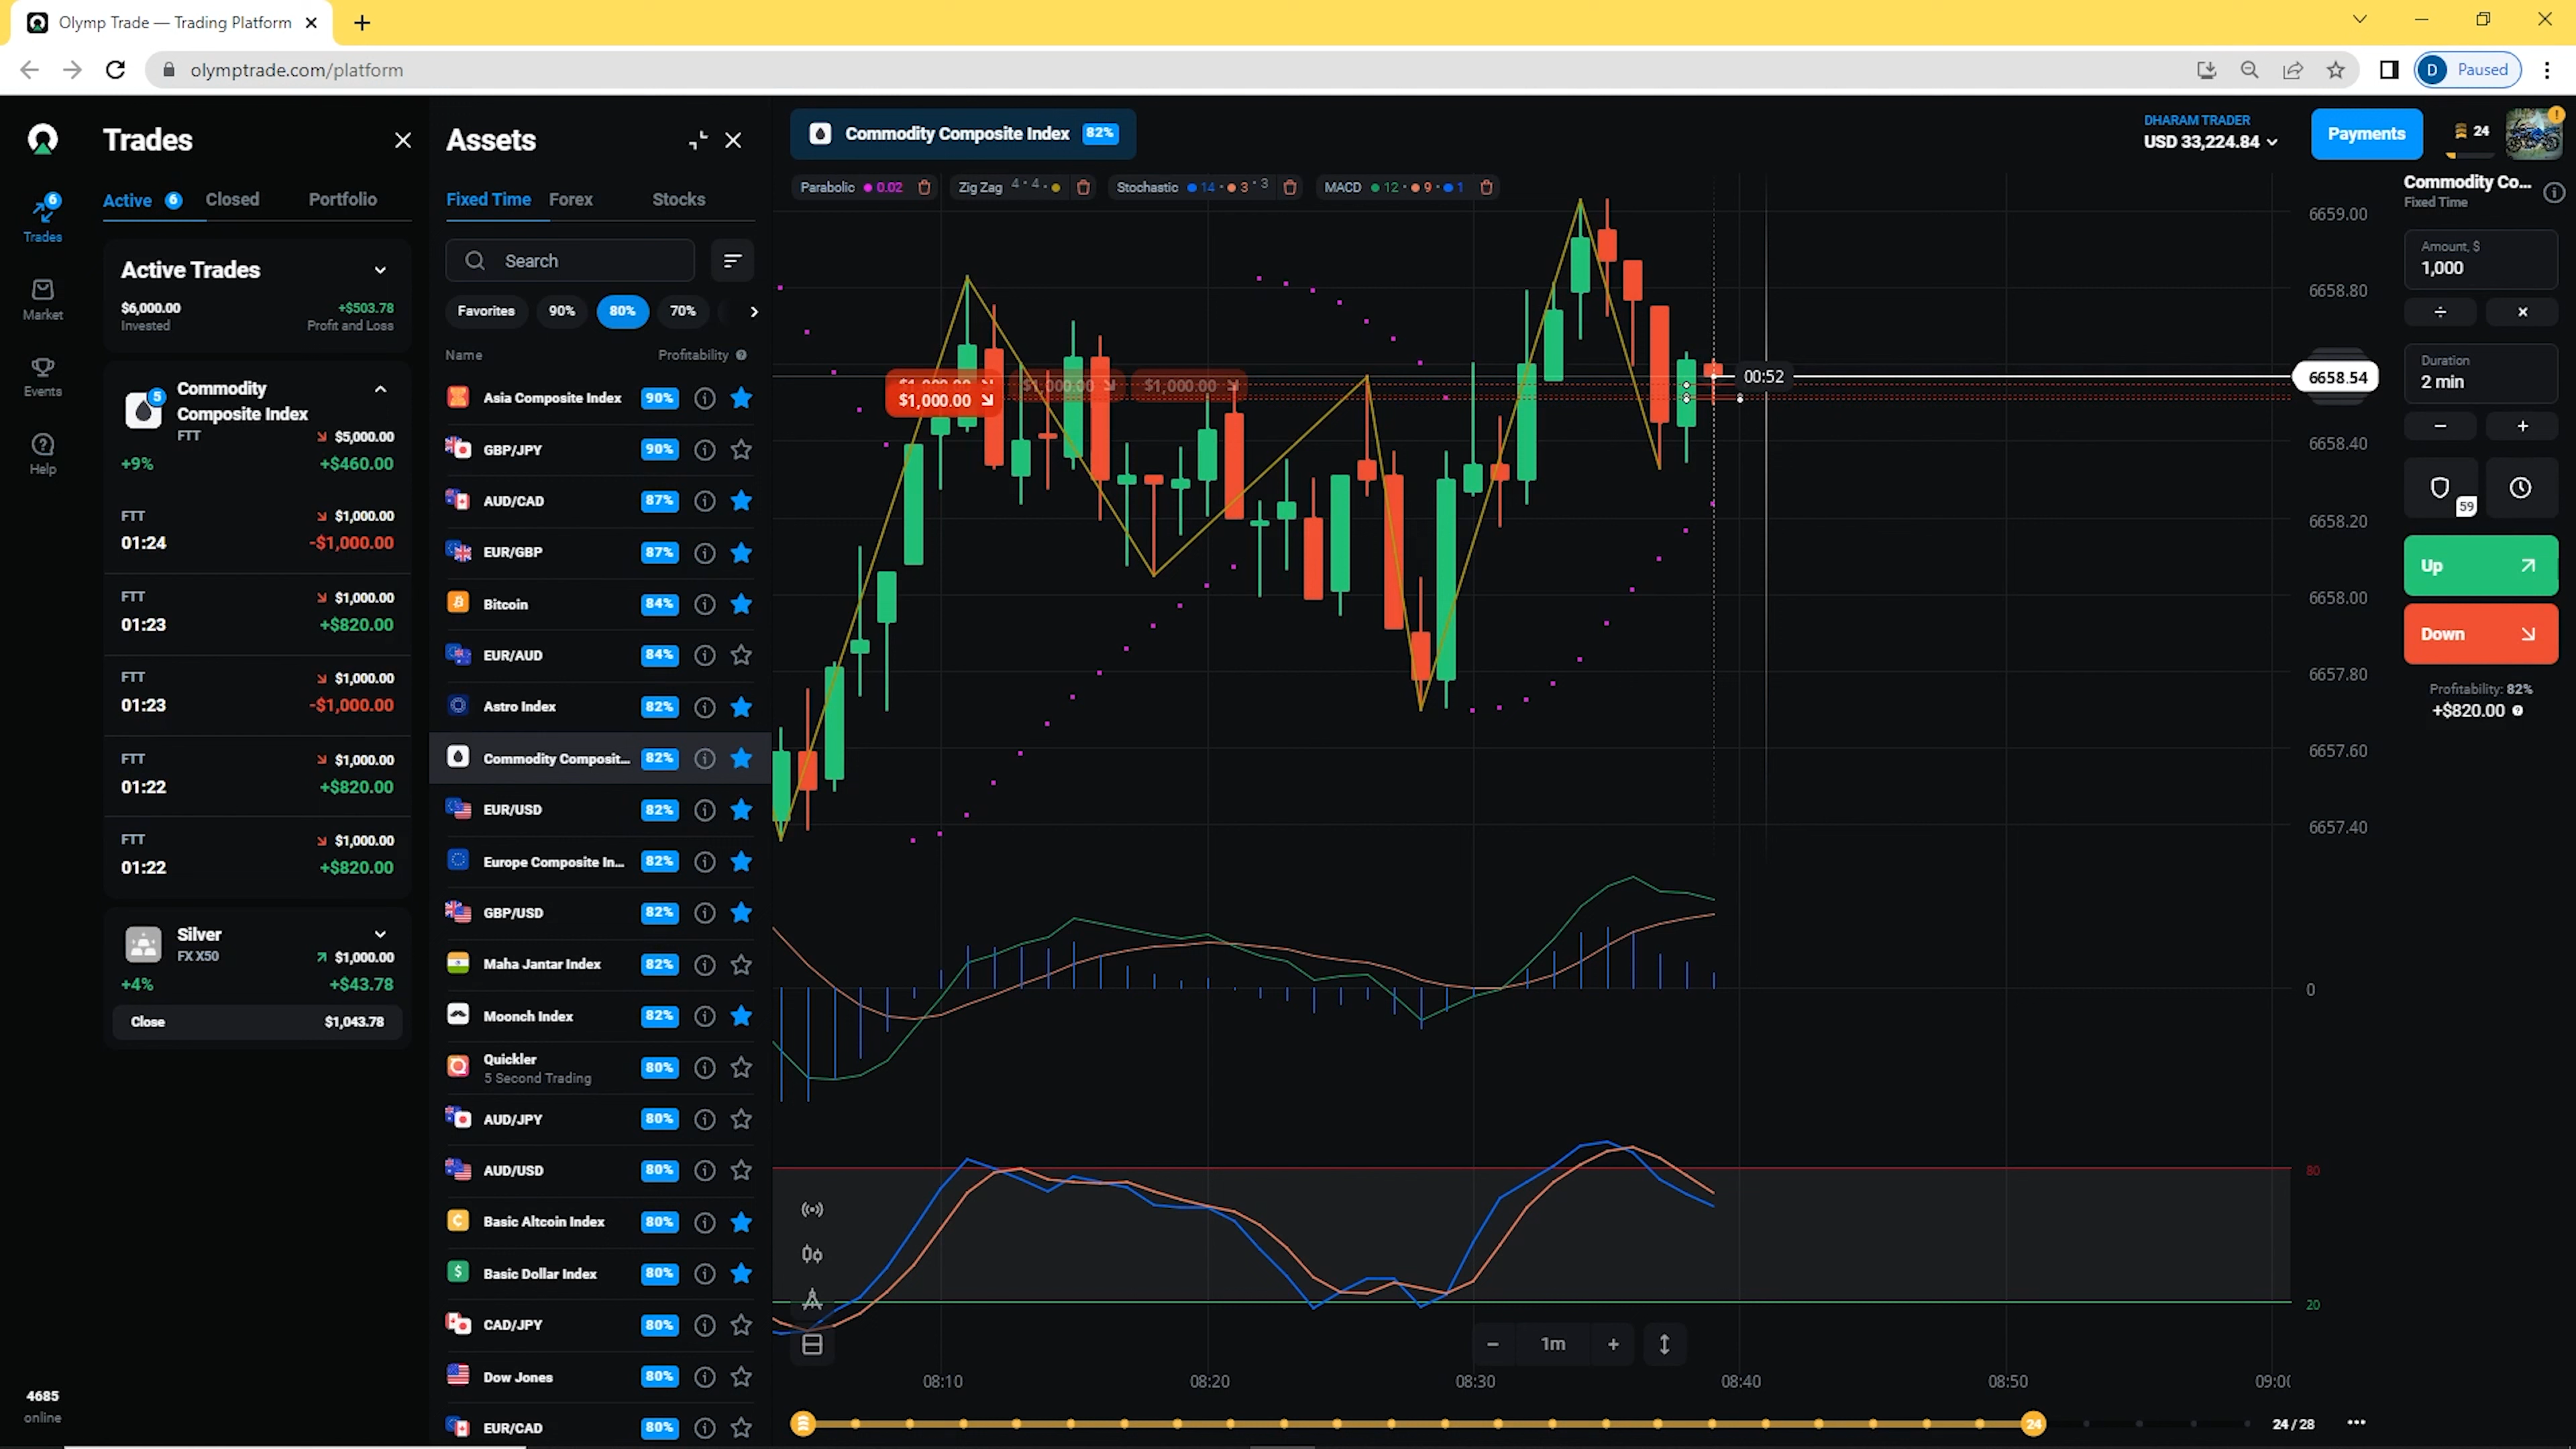 Olymp Trade — Trading Platform
olymptrade.com/platform
D Paused
Trades
Active 6 Closed Portfolio
Active Trades
$6,000.00 +$503.78
Invested Profit and Loss
5 Commodity
Composite Index
FTT $5,000.00
+9% +$460.00
FTT $1,000.00
01:24 -$1,000.00
FTT $1,000.00
01:23 +$820.00
FTT $1,000.00
01:23 -$1,000.00
FTT $1,000.00
01:22 +$820.00
FTT $1,000.00
01:22 +$820.00
Silver
FX X50 $1,000.00
+4% +$43.78
Close $1,043.78
6
Trades
Market
Events
Help
4685
online
Assets
Fixed Time Forex Stocks
Search
Favorites 90% 80% 70%
Name Profitability
Asia Composite Index 90%
GBP/JPY 90%
AUD/CAD 87%
EUR/GBP 87%
Bitcoin 84%
EUR/AUD 84%
Astro Index 82%
Commodity Composit... 82%
EUR/USD 82%
Europe Composite In... 82%
GBP/USD 82%
Maha Jantar Index 82%
Moonch Index 82%
Quickler 80%
5 Second Trading
AUD/JPY 80%
AUD/USD 80%
Basic Altcoin Index 80%
Basic Dollar Index 80%
CAD/JPY 80%
Dow Jones 80%
EUR/CAD 80%
Commodity Composite Index 82%
Parabolic 0.02 Zig Zag 4 4 Stochastic 14 3 3 MACD 12 9 1
$1,000.00 $1,000.00
$1,000.00
00:52
6659.00
6658.80
6658.54
6658.40
6658.20
6658.00
6657.80
6657.60
6657.40
0
80
20
1m
08:10 08:20 08:30 08:40 08:50
24 24 / 28
DHARAM TRADER
USD 33,224.84
Payments
24
Commodity Co...
Fixed Time
Amount, $
1,000
÷ ×
Duration
2 min
− +
59
Up
Down
Profitability: 82%
+$820.00